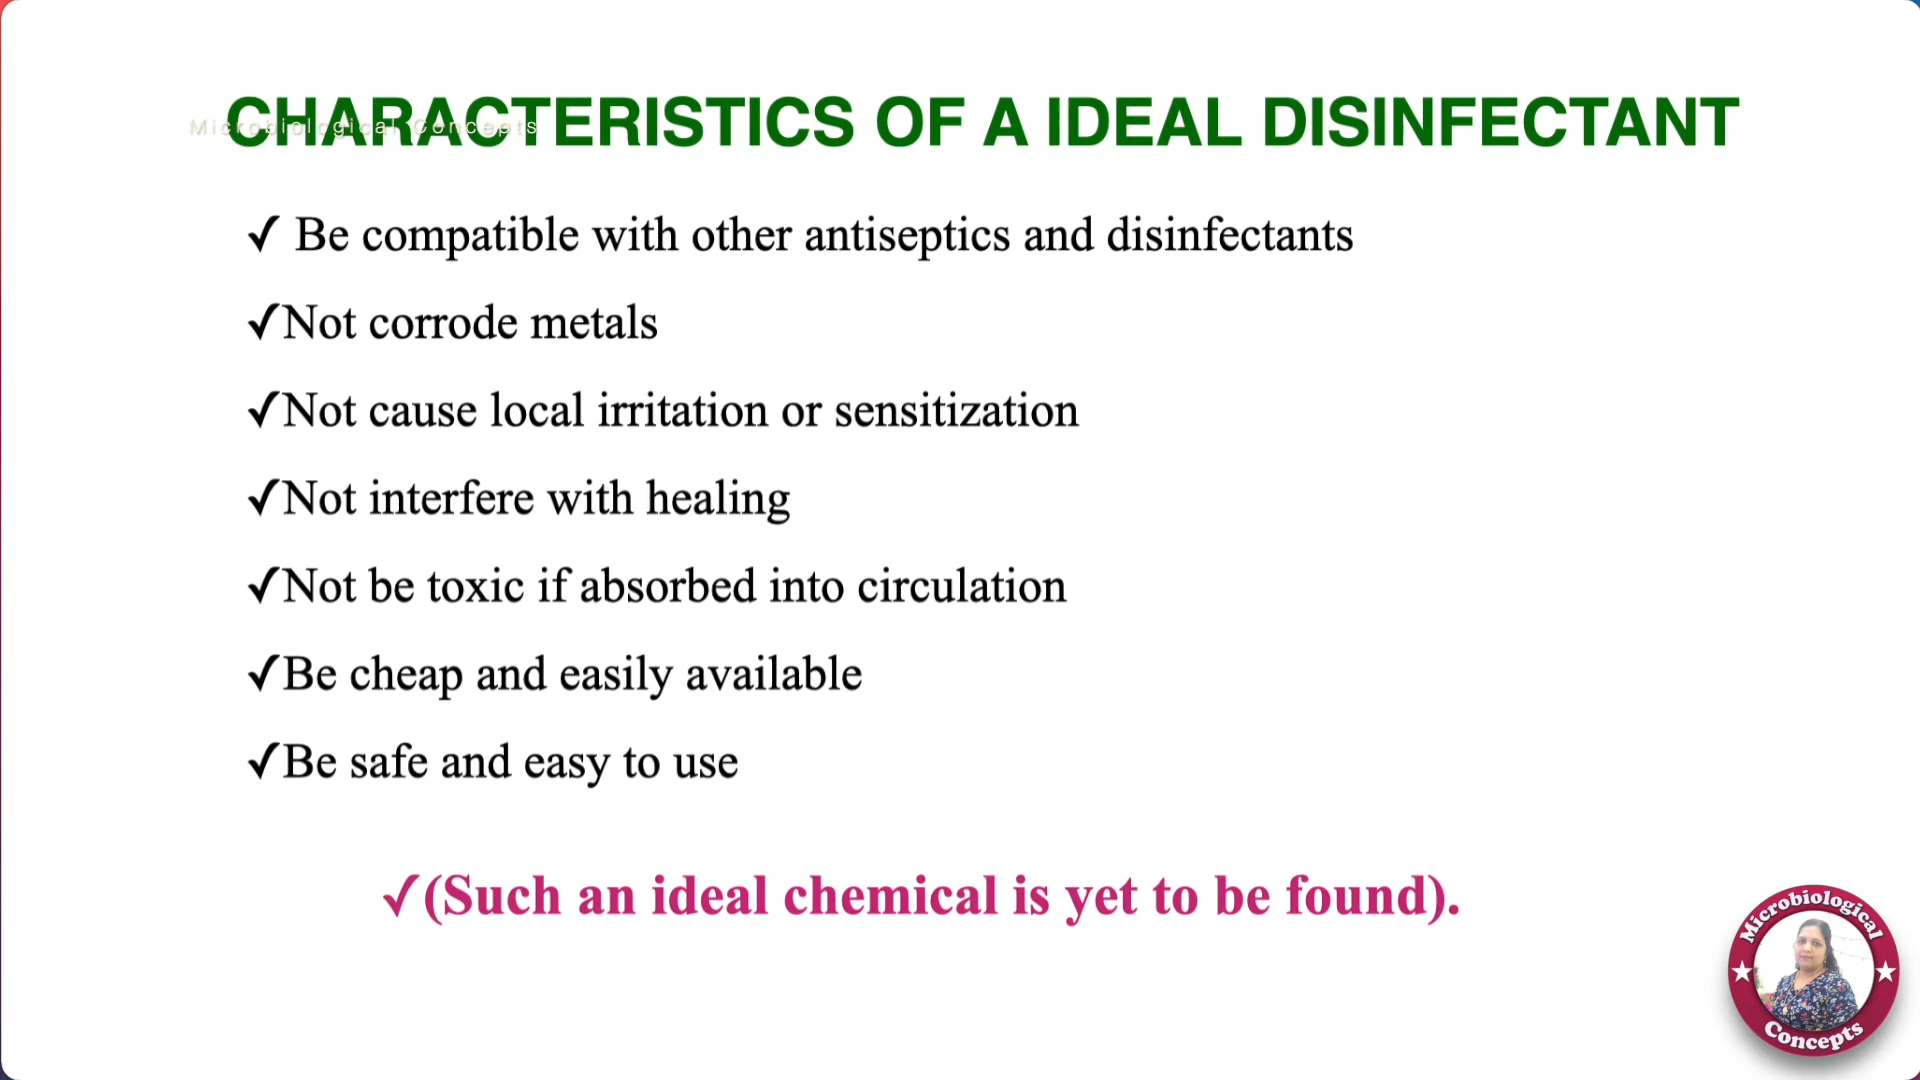 CHARACTERISTICS OF A IDEAL DISINFECTANT
Microbiological Concepts
✓ Be compatible with other antiseptics and disinfectants
✓Not corrode metals
✓Not cause local irritation or sensitization
✓Not interfere with healing
✓Not be toxic if absorbed into circulation
✓Be cheap and easily available
✓Be safe and easy to use
✓(Such an ideal chemical is yet to be found).
Microbiological
Concepts